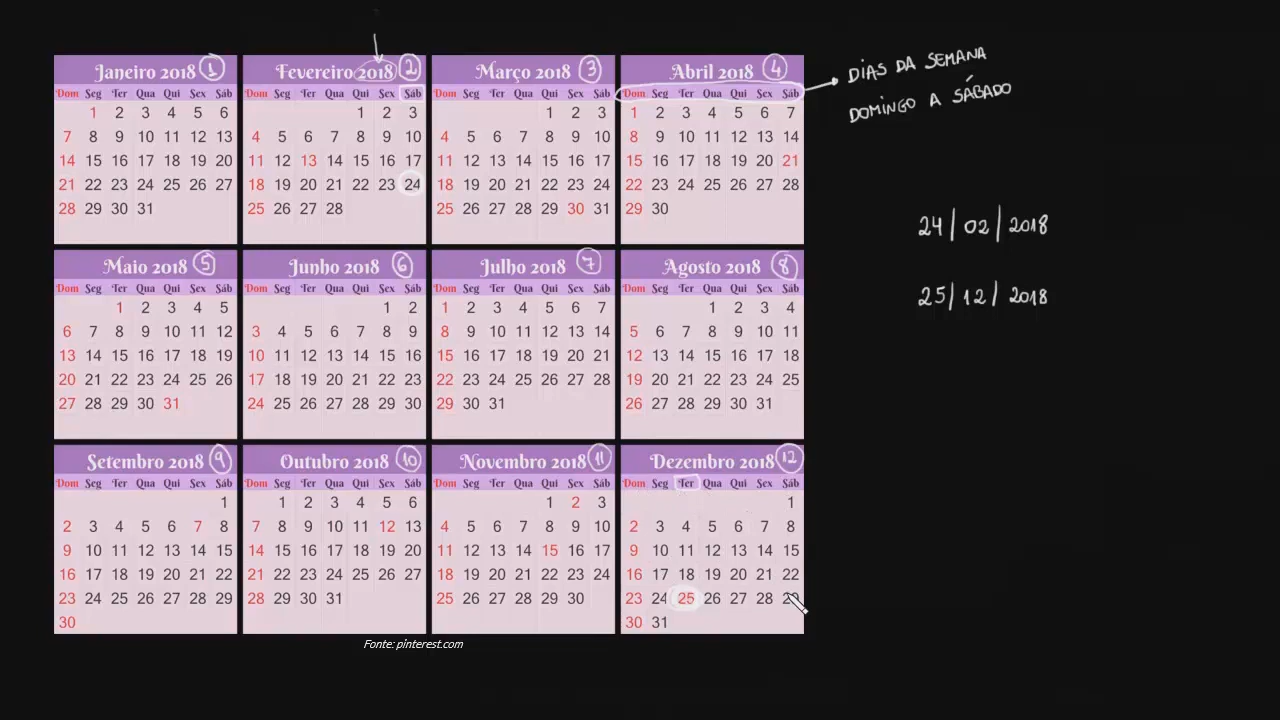 Janeiro 2018 1
Dom Seg Ter Qua Qui Sex Sáb
1 2 3 4 5 6
7 8 9 10 11 12 13
14 15 16 17 18 19 20
21 22 23 24 25 26 27
28 29 30 31
Fevereiro 2018 2
Dom Seg Ter Qua Qui Sex Sáb
1 2 3
4 5 6 7 8 9 10
11 12 13 14 15 16 17
18 19 20 21 22 23 24
25 26 27 28
Março 2018 3
Dom Seg Ter Qua Qui Sex Sáb
1 2 3
4 5 6 7 8 9 10
11 12 13 14 15 16 17
18 19 20 21 22 23 24
25 26 27 28 29 30 31
Abril 2018 4
Dom Seg Ter Qua Qui Sex Sáb
1 2 3 4 5 6 7
8 9 10 11 12 13 14
15 16 17 18 19 20 21
22 23 24 25 26 27 28
29 30
DIAS DA SEMANA
DOMINGO A SÁBADO
24/02/2018
25/12/2018
Maio 2018 5
Dom Seg Ter Qua Qui Sex Sáb
1 2 3 4 5
6 7 8 9 10 11 12
13 14 15 16 17 18 19
20 21 22 23 24 25 26
27 28 29 30 31
Junho 2018 6
Dom Seg Ter Qua Qui Sex Sáb
1 2
3 4 5 6 7 8 9
10 11 12 13 14 15 16
17 18 19 20 21 22 23
24 25 26 27 28 29 30
Julho 2018 7
Dom Seg Ter Qua Qui Sex Sáb
1 2 3 4 5 6 7
8 9 10 11 12 13 14
15 16 17 18 19 20 21
22 23 24 25 26 27 28
29 30 31
Agosto 2018 8
Dom Seg Ter Qua Qui Sex Sáb
1 2 3 4
5 6 7 8 9 10 11
12 13 14 15 16 17 18
19 20 21 22 23 24 25
26 27 28 29 30 31
Setembro 2018 9
Dom Seg Ter Qua Qui Sex Sáb
1
2 3 4 5 6 7 8
9 10 11 12 13 14 15
16 17 18 19 20 21 22
23 24 25 26 27 28 29
30
Outubro 2018 10
Dom Seg Ter Qua Qui Sex Sáb
1 2 3 4 5 6
7 8 9 10 11 12 13
14 15 16 17 18 19 20
21 22 23 24 25 26 27
28 29 30 31
Novembro 2018 11
Dom Seg Ter Qua Qui Sex Sáb
1 2 3
4 5 6 7 8 9 10
11 12 13 14 15 16 17
18 19 20 21 22 23 24
25 26 27 28 29 30
Dezembro 2018 12
Dom Seg Ter Qua Qui Sex Sáb
1
2 3 4 5 6 7 8
9 10 11 12 13 14 15
16 17 18 19 20 21 22
23 24 25 26 27 28 29
30 31
Fonte: pinterest.com